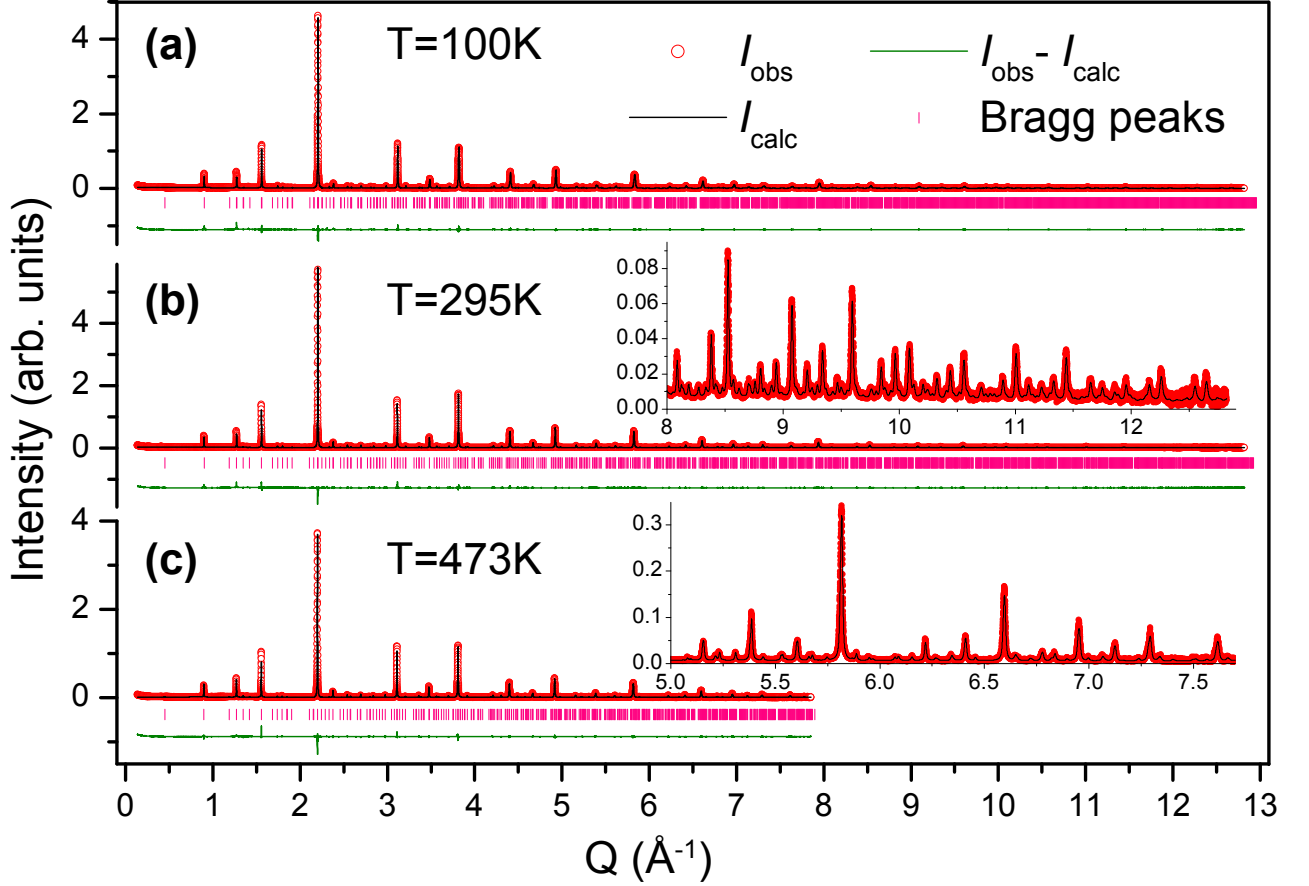 (a) T=100K
I_obs
I_calc
I_obs - I_calc
Bragg peaks
4
2
0
(b) T=295K
4
2
0
0.08
0.06
0.04
0.02
0.00
8 9 10 11 12
(c) T=473K
4
2
0
0.3
0.2
0.1
0.0
5.0 5.5 6.0 6.5 7.0 7.5
Intensity (arb. units)
0 1 2 3 4 5 6 7 8 9 10 11 12 13
Q (Å⁻¹)